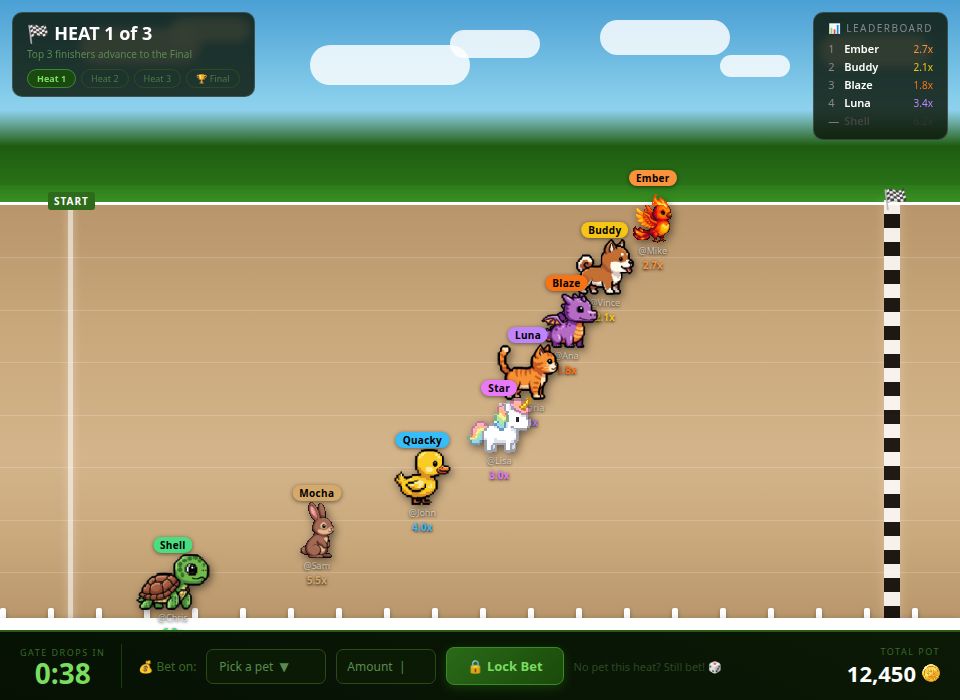 🏁 HEAT 1 of 3
Top 3 finishers advance to the Final
Heat 1 Heat 2 Heat 3 🏆 Final
📊 LEADERBOARD
1 Ember 2.7x
2 Buddy 2.1x
3 Blaze 1.8x
4 Luna 3.4x
— Shell
START
Ember
@Mike
2.7x
Buddy
@Vince
Blaze
@Ana
Luna
Star
@Lisa
3.0x
Quacky
@John
4.0x
Mocha
@Sam
5.5x
Shell
@Chris
GATE DROPS IN
0:38
💰 Bet on: Pick a pet ▼ Amount | 🔒 Lock Bet No pet this heat? Still bet! 🎲
TOTAL POT
12,450